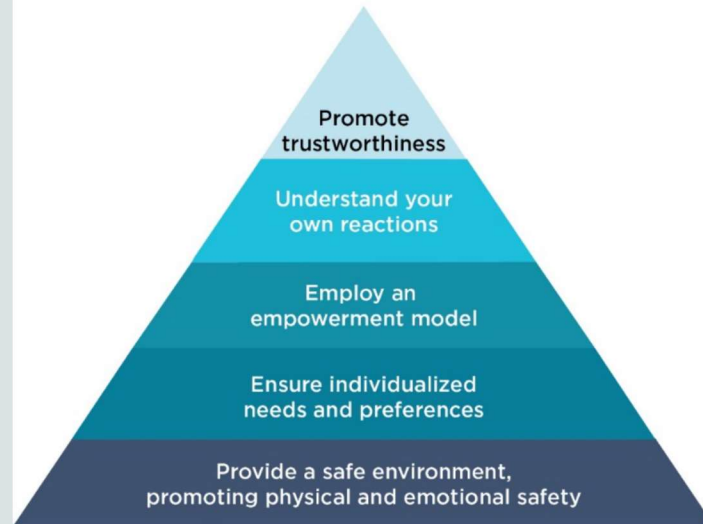 Promote
trustworthiness
Understand your
own reactions
Employ an
empowerment model
Ensure individualized
needs and preferences
Provide a safe environment,
promoting physical and emotional safety